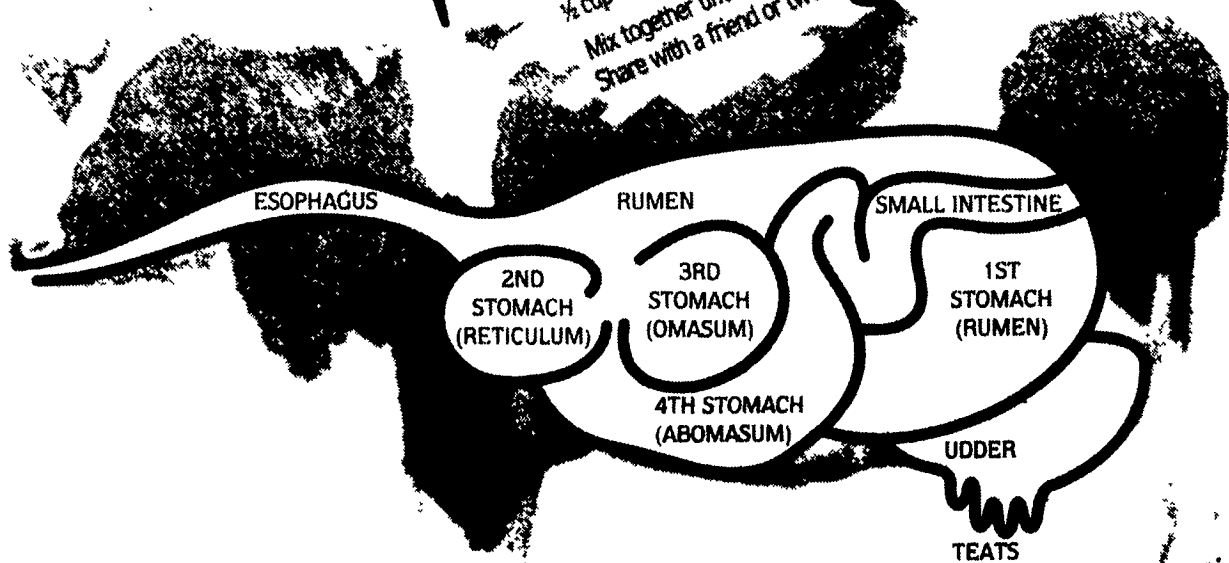 ½ cup
Mix together
Share with a friend or
ESOPHAGUS
RUMEN
SMALL INTESTINE
2ND
STOMACH
(RETICULUM)
3RD
STOMACH
(OMASUM)
1ST
STOMACH
(RUMEN)
4TH STOMACH
(ABOMASUM)
UDDER
TEATS